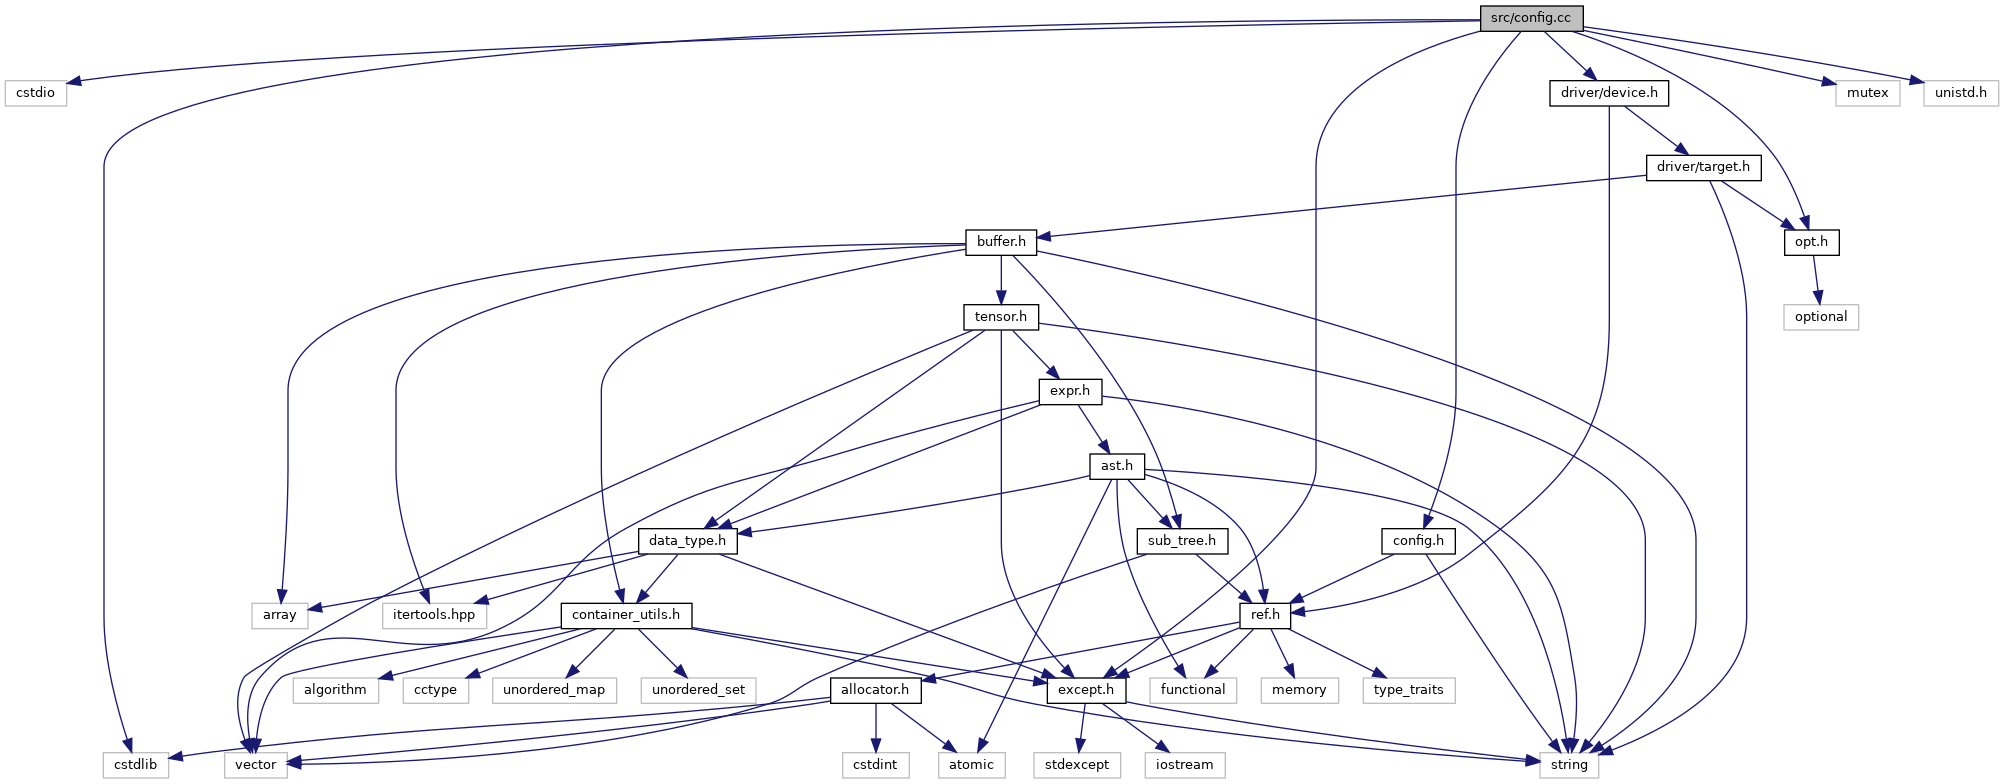 src/config.cc
cstdio
driver/device.h
mutex
unistd.h
driver/target.h
buffer.h
opt.h
tensor.h
optional
expr.h
ast.h
data_type.h
sub_tree.h
config.h
array
itertools.hpp
container_utils.h
ref.h
algorithm
cctype
unordered_map
unordered_set
allocator.h
except.h
functional
memory
type_traits
cstdlib
vector
cstdint
atomic
stdexcept
iostream
string